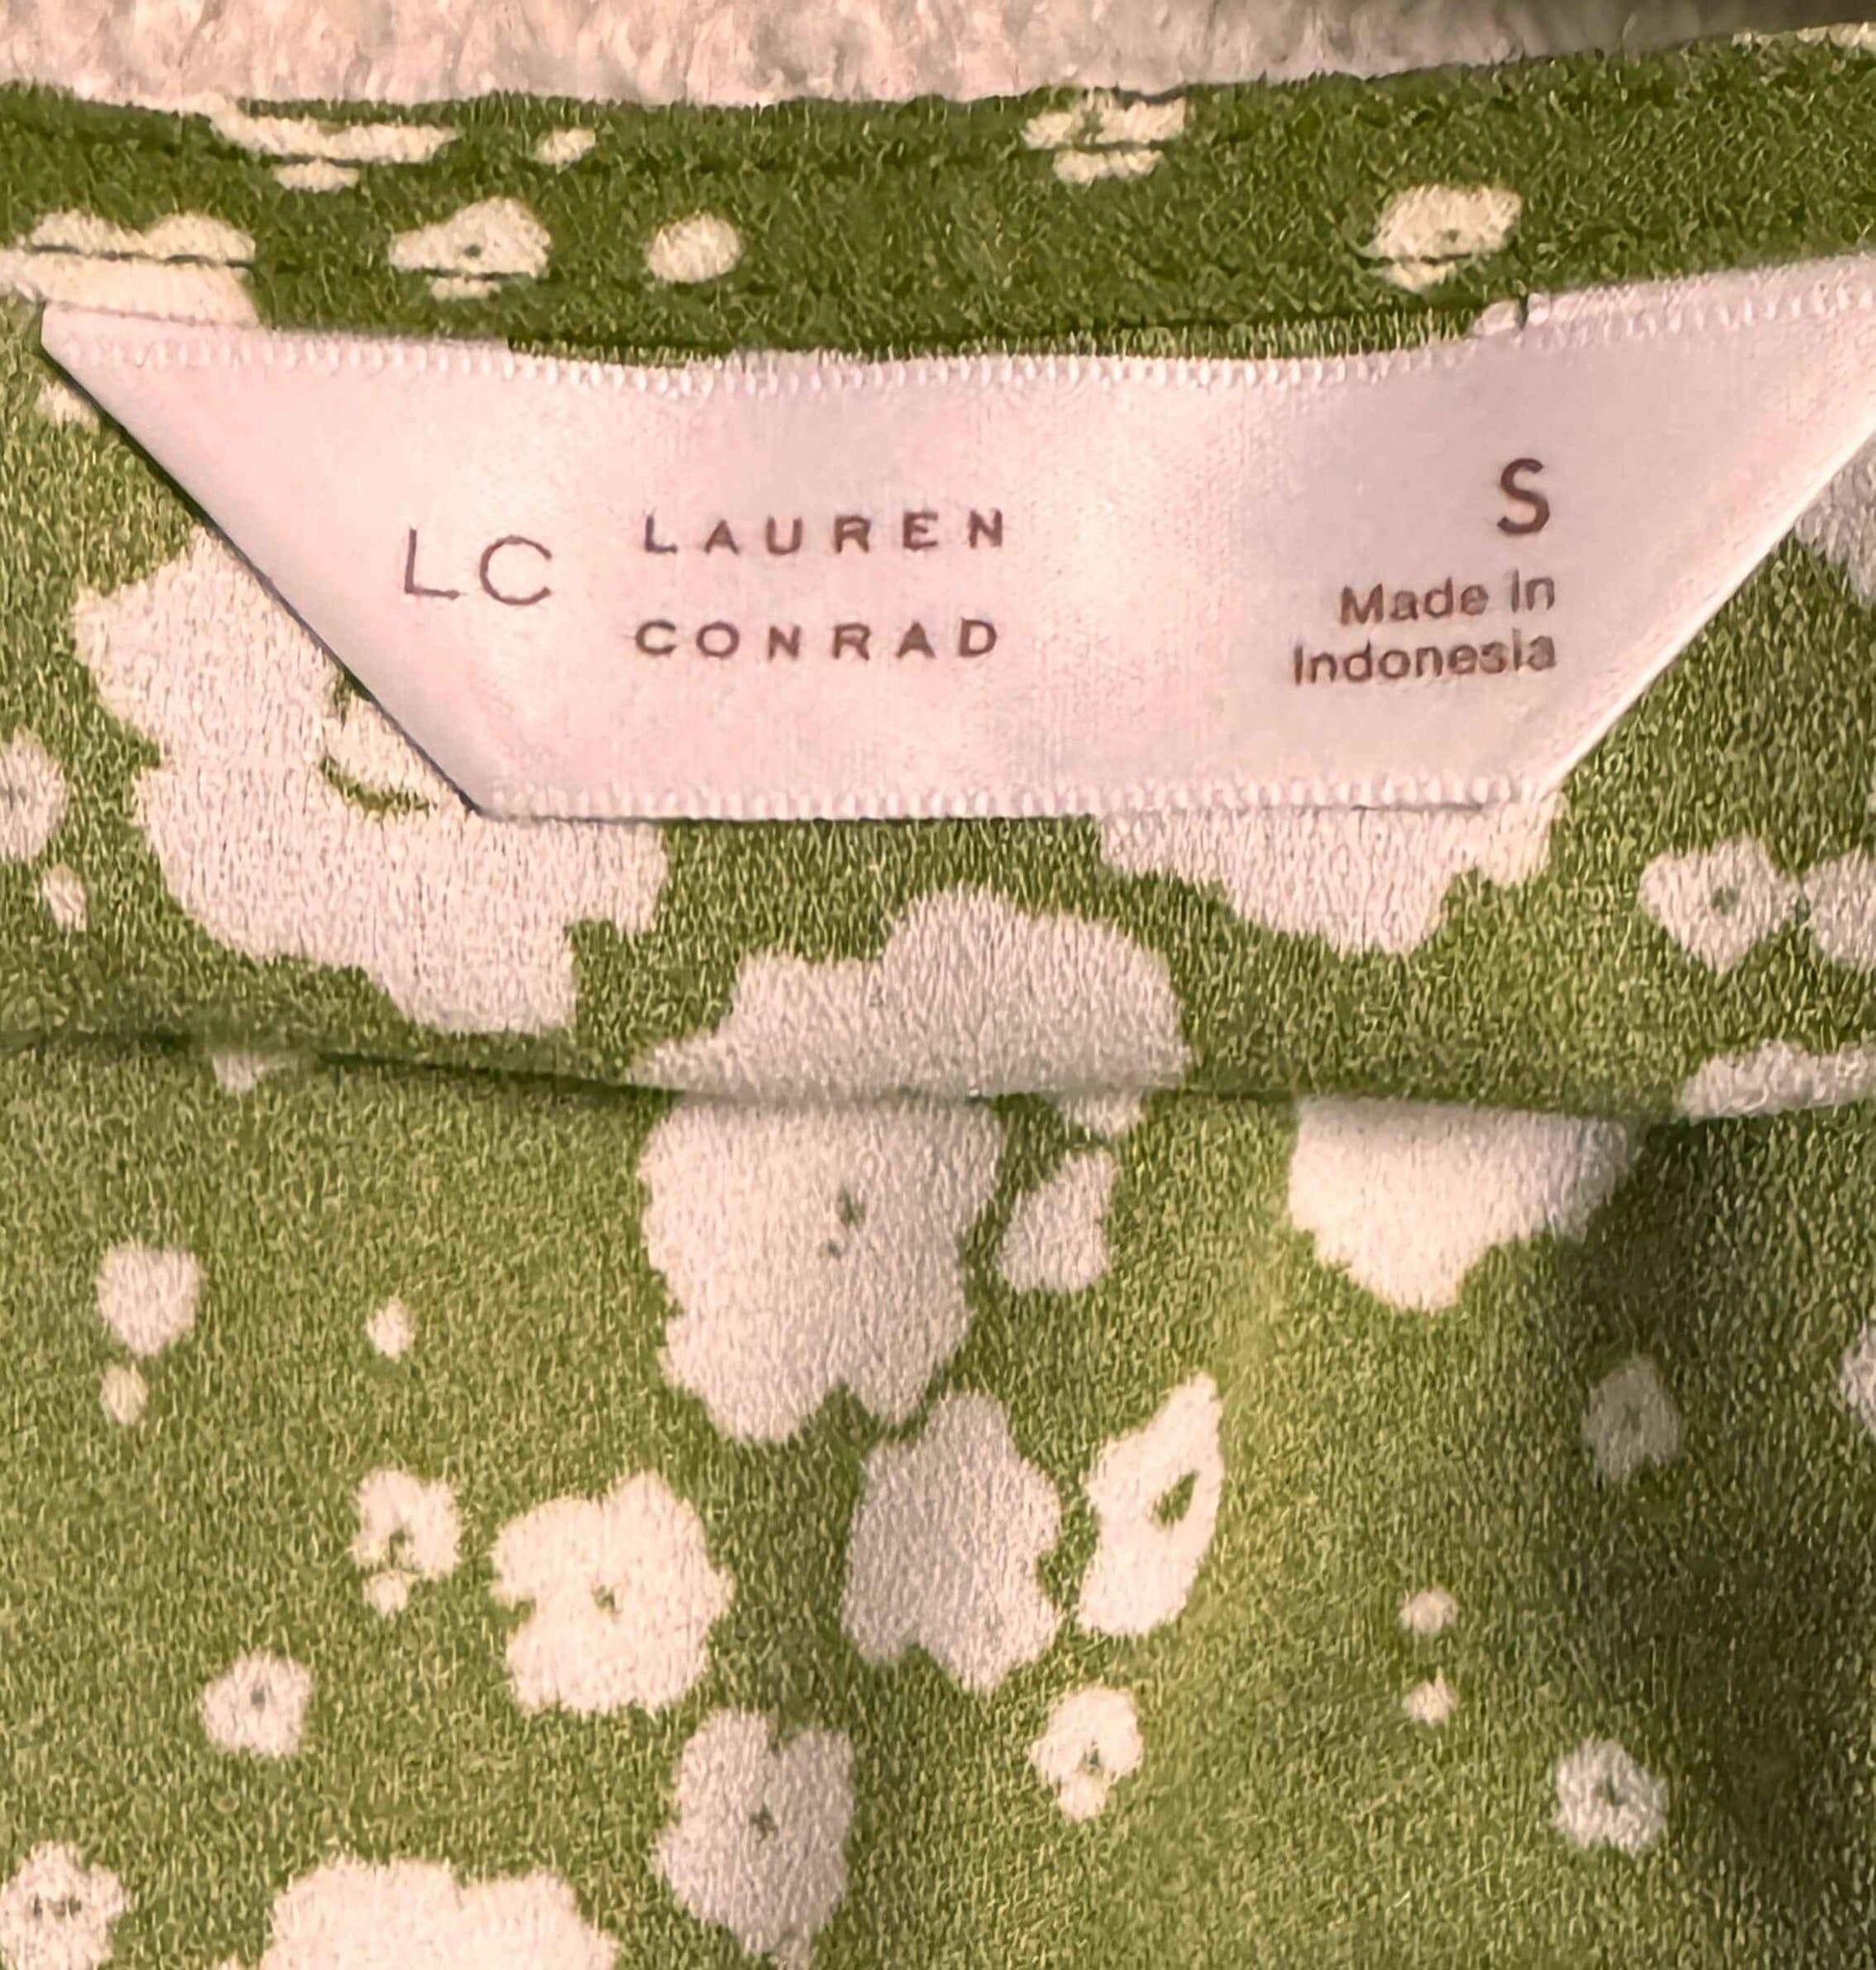 LC
LAUREN
CONRAD
S
Made in
Indonesia